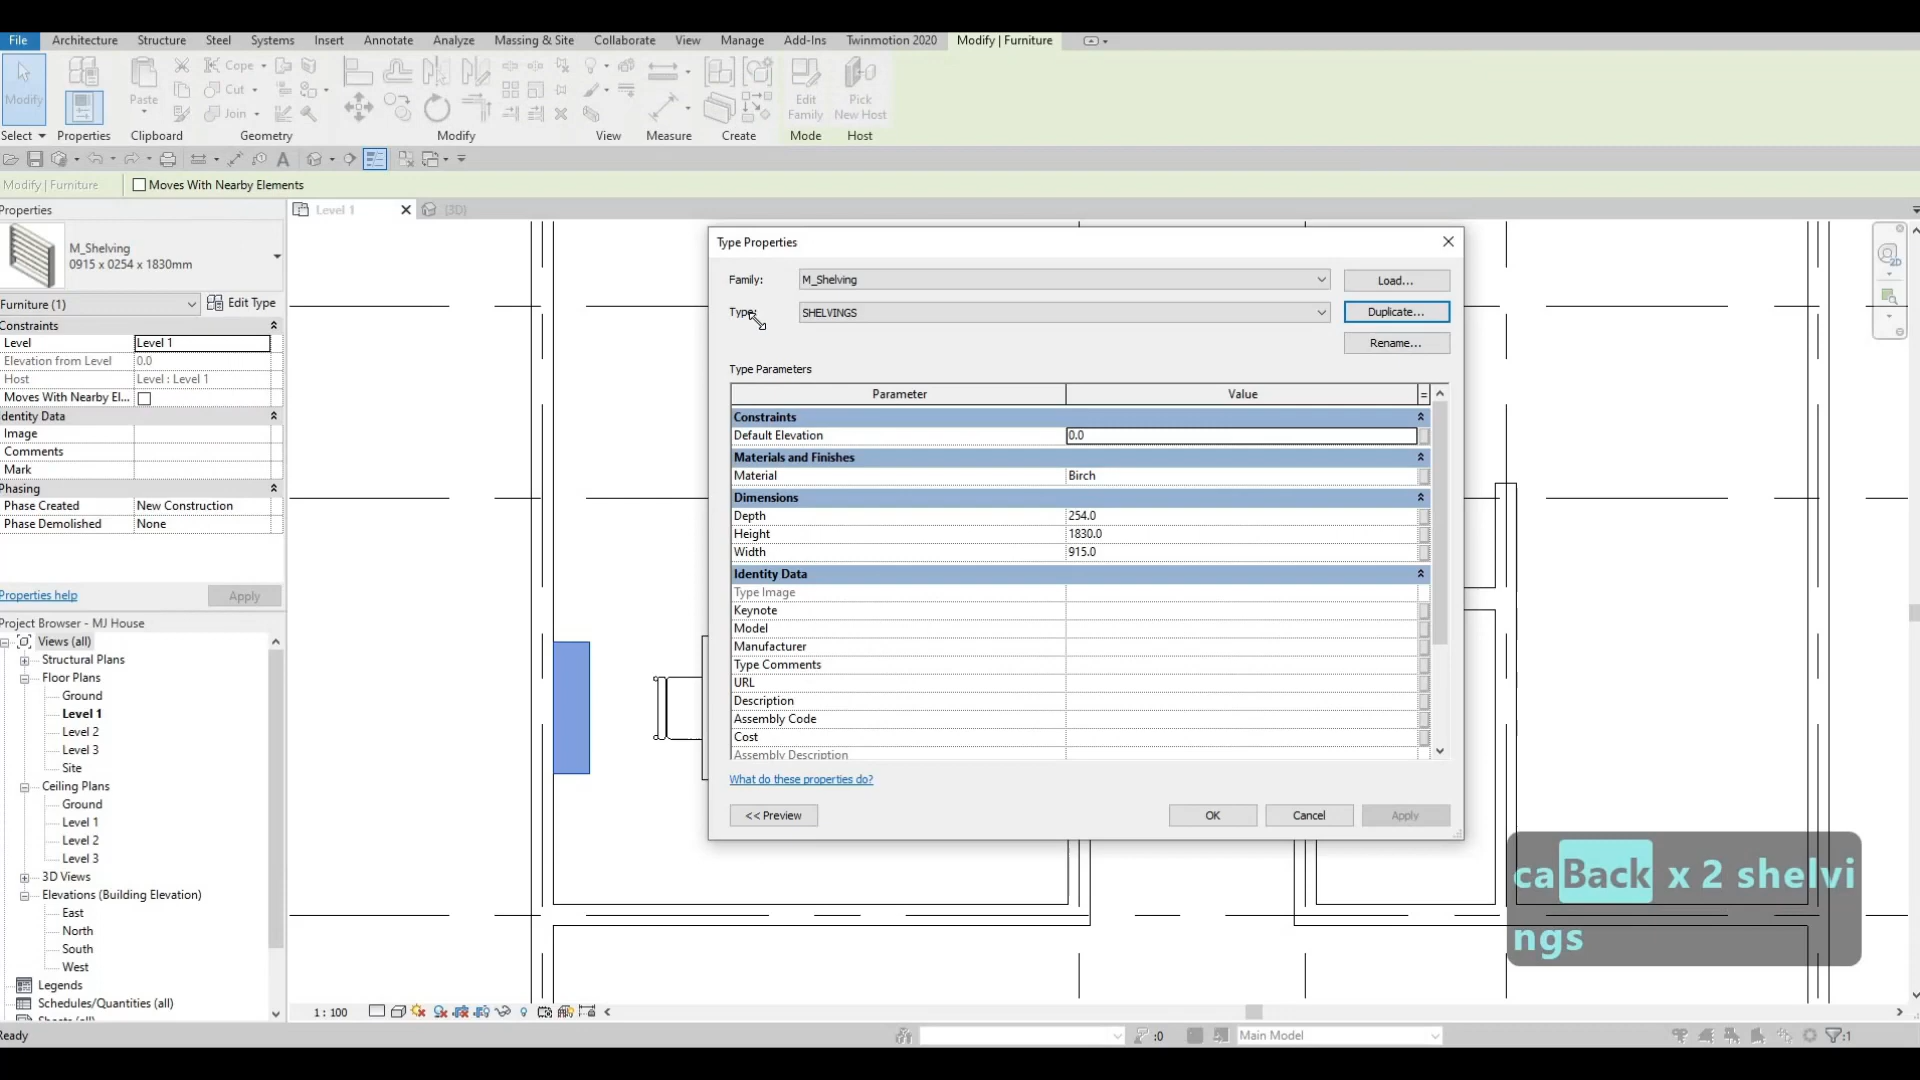 File Architecture Structure Steel Systems Insert Annotate Analyze Massing & Site Collaborate View Manage Add-Ins Twinmotion 2020 Modify | Furniture
Cope
Modify Paste Cut Edit Family Pick New Host
Join
Select Properties Clipboard Geometry Modify View Measure Create Mode Host
Modify | Furniture Moves With Nearby Elements
Properties
Level 1 (3D)
M_Shelving
0915 x 0254 x 1830mm
Furniture (1) Edit Type
Constraints
Level Level 1
Elevation from Level 0.0
Host Level : Level 1
Moves With Nearby El...
Identity Data
Image
Comments
Mark
Phasing
Phase Created New Construction
Phase Demolished None
Properties help Apply
Project Browser - MJ House
Views (all)
Structural Plans
Floor Plans
Ground
Level 1
Level 2
Level 3
Site
Ceiling Plans
Ground
Level 1
Level 2
Level 3
3D Views
Elevations (Building Elevation)
East
North
South
West
Legends
Schedules/Quantities (all)
Sheets (all)
Type Properties
Family: M_Shelving Load...
Type: SHELVINGS Duplicate...
Rename...
Type Parameters
Parameter Value =
Constraints
Default Elevation 0.0
Materials and Finishes
Material Birch
Dimensions
Depth 254.0
Height 1830.0
Width 915.0
Identity Data
Type Image
Keynote
Model
Manufacturer
Type Comments
URL
Description
Assembly Code
Cost
Assembly Description
What do these properties do?
<< Preview OK Cancel Apply
caBack x 2 shelvi
ngs
1 : 100
Ready :0 Main Model :1